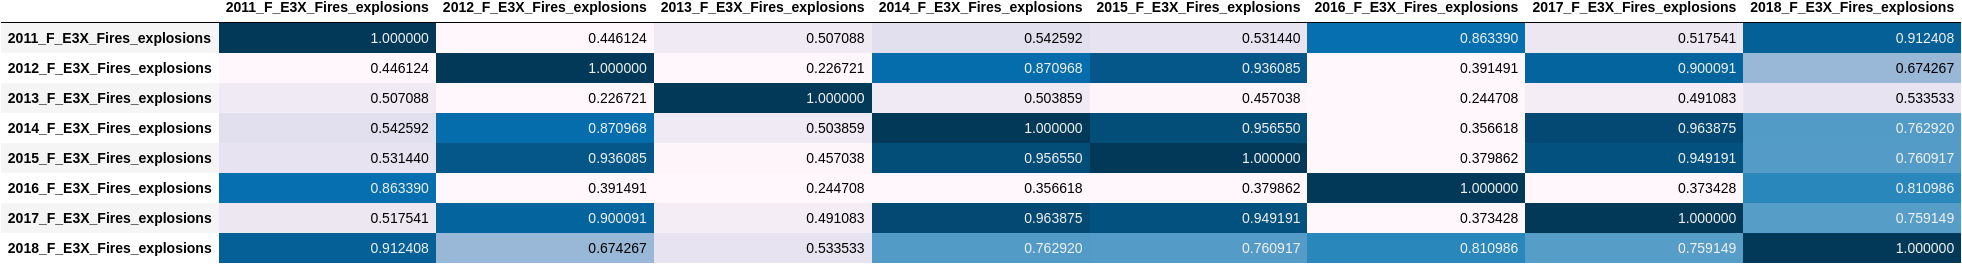 2011_F_E3X_Fires_explosions 2012_F_E3X_Fires_explosions 2013_F_E3X_Fires_explosions 2014_F_E3X_Fires_explosions 2015_F_E3X_Fires_explosions 2016_F_E3X_Fires_explosions 2017_F_E3X_Fires_explosions 2018_F_E3X_Fires_explosions
2011_F_E3X_Fires_explosions 1.000000 0.446124 0.507088 0.542592 0.531440 0.863390 0.517541 0.912408
2012_F_E3X_Fires_explosions 0.446124 1.000000 0.226721 0.870968 0.936085 0.391491 0.900091 0.674267
2013_F_E3X_Fires_explosions 0.507088 0.226721 1.000000 0.503859 0.457038 0.244708 0.491083 0.533533
2014_F_E3X_Fires_explosions 0.542592 0.870968 0.503859 1.000000 0.956550 0.356618 0.963875 0.762920
2015_F_E3X_Fires_explosions 0.531440 0.936085 0.457038 0.956550 1.000000 0.379862 0.949191 0.760917
2016_F_E3X_Fires_explosions 0.863390 0.391491 0.244708 0.356618 0.379862 1.000000 0.373428 0.810986
2017_F_E3X_Fires_explosions 0.517541 0.900091 0.491083 0.963875 0.949191 0.373428 1.000000 0.759149
2018_F_E3X_Fires_explosions 0.912408 0.674267 0.533533 0.762920 0.760917 0.810986 0.759149 1.000000